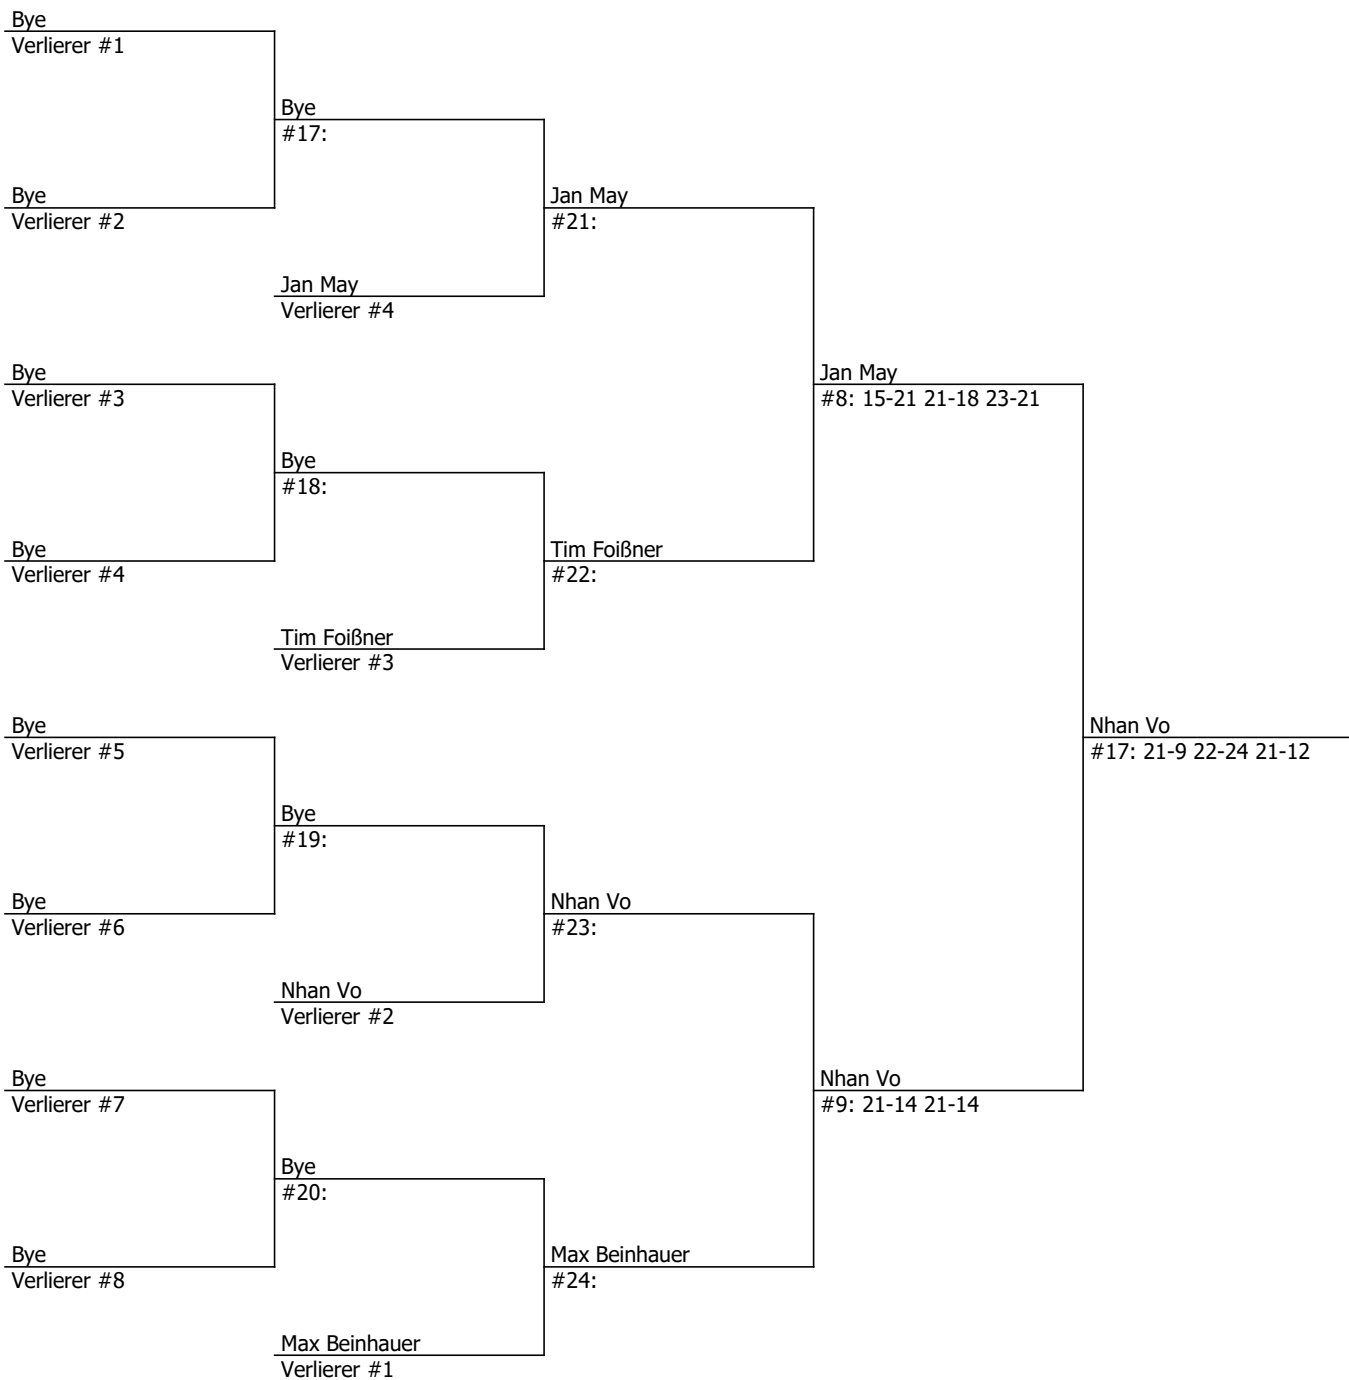 Bye
Verlierer #1
Bye
#17:
Bye
Verlierer #2
Jan May
#21:
Jan May
Verlierer #4
Bye
Verlierer #3
Jan May
#8: 15-21 21-18 23-21
Bye
#18:
Bye
Verlierer #4
Tim Foißner
#22:
Tim Foißner
Verlierer #3
Bye
Verlierer #5
Nhan Vo
#17: 21-9 22-24 21-12
Bye
#19:
Bye
Verlierer #6
Nhan Vo
#23:
Nhan Vo
Verlierer #2
Bye
Verlierer #7
Nhan Vo
#9: 21-14 21-14
Bye
#20:
Bye
Verlierer #8
Max Beinhauer
#24:
Max Beinhauer
Verlierer #1